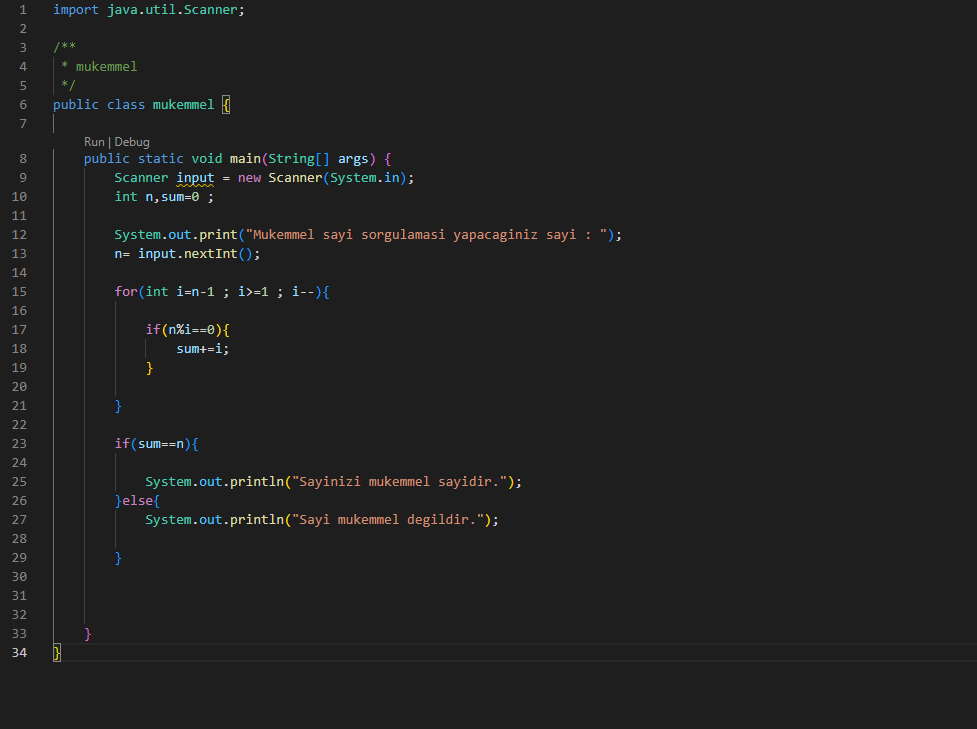 1 import java.util.Scanner;
2
3 /**
4  * mukemmel
5  */
6 public class mukemmel {
7
Run | Debug
8     public static void main(String[] args) {
9         Scanner input = new Scanner(System.in);
10         int n,sum=0 ;
11
12         System.out.print("Mukemmel sayi sorgulamasi yapacaginiz sayi : ");
13         n= input.nextInt();
14
15         for(int i=n-1 ; i>=1 ; i--){
16
17             if(n%i==0){
18                 sum+=i;
19             }
20
21         }
22
23         if(sum==n){
24
25             System.out.println("Sayinizi mukemmel sayidir.");
26         }else{
27             System.out.println("Sayi mukemmel degildir.");
28
29         }
30
31
32
33     }
34 }